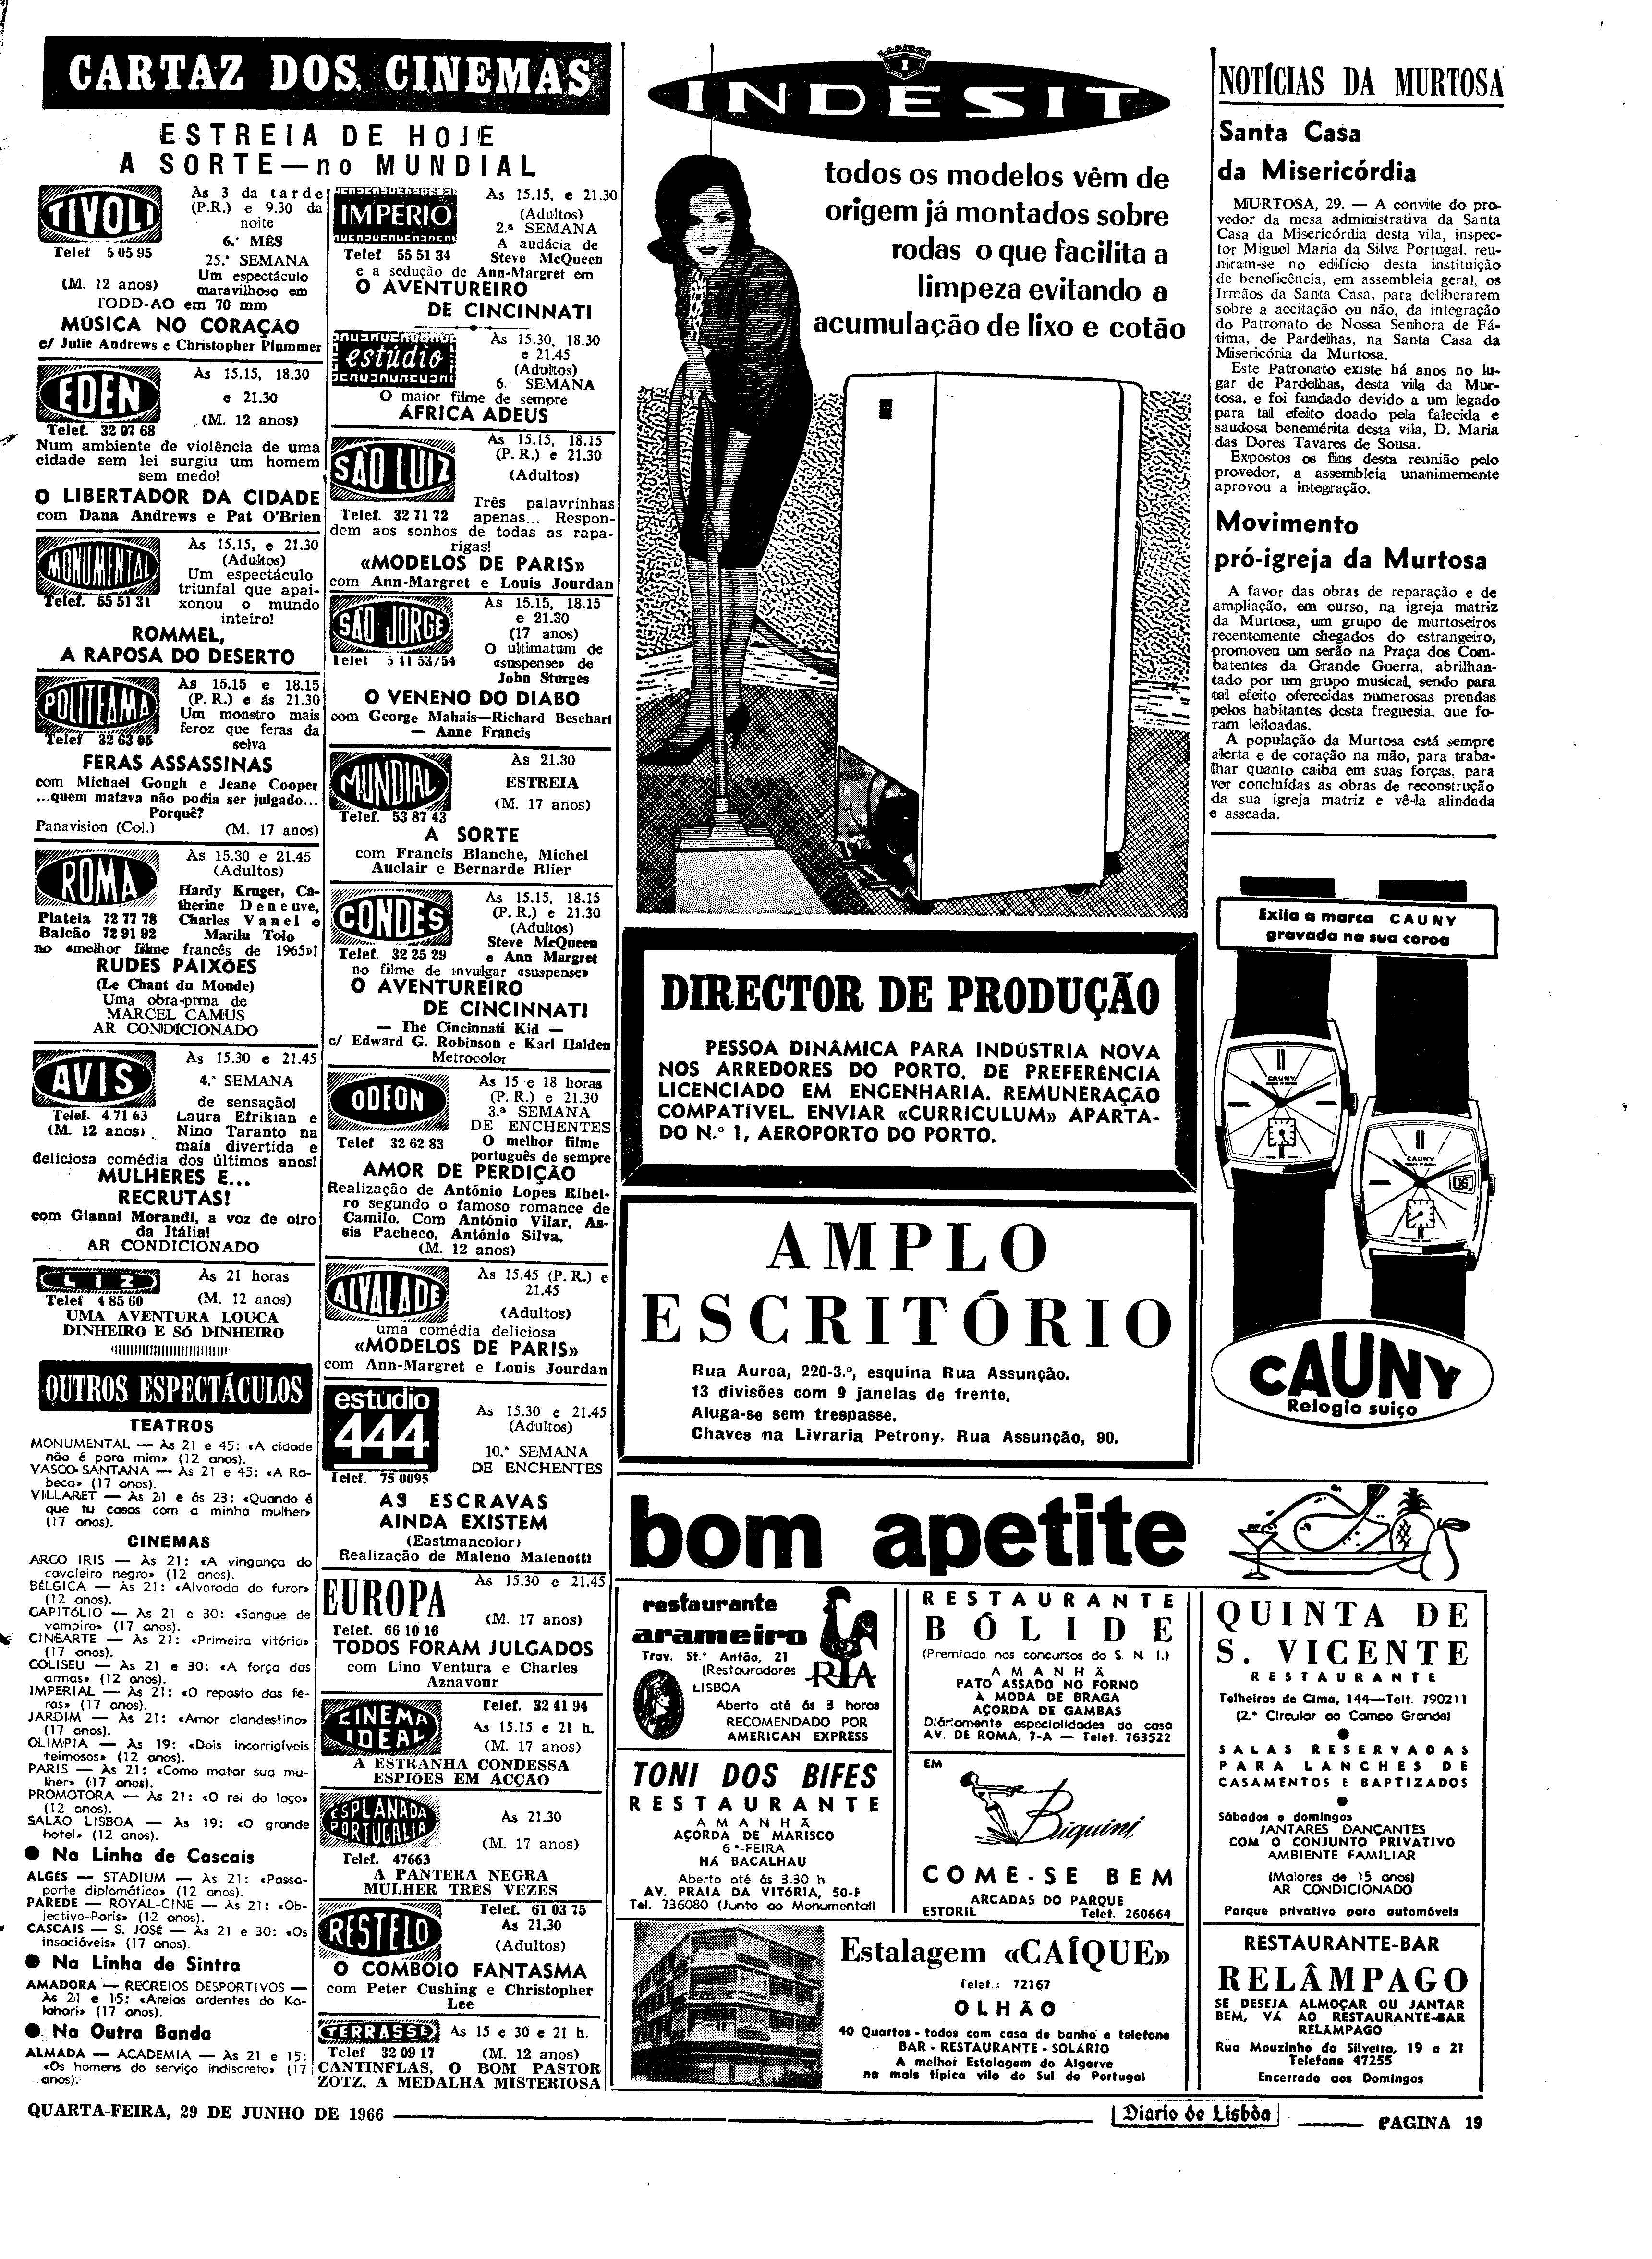 CARTAZ DOS CINEMAS
ESTREIA DE HOJE
A SORTE—no MUNDIAL
TIVOLI
Telef 5 05 95
Às 3 da tarde
(P.R.) e 9.30 da
noite
6.º MÊS
25.ª SEMANA
(M. 12 anos)
Um espectáculo
maravilhoso em
TODD-AO em 70 mm
MÚSICA NO CORAÇÃO
c/ Julie Andrews e Christopher Plummer
EDEN
Telef. 32 07 68
Às 15.15, 18.30
e 21.30
(M. 12 anos)
Num ambiente de violência de uma
cidade sem lei surgiu um homem
sem medo!
O LIBERTADOR DA CIDADE
com Dana Andrews e Pat O'Brien
MONUMENTAL
Telef. 55 51 31
Às 15.15, e 21.30
(Adultos)
Um espectáculo
triunfal que apai-
xonou o mundo
inteiro!
ROMMEL,
A RAPOSA DO DESERTO
POLITEAMA
Telef 32 63 05
Às 15.15 e 18.15
(P. R.) e ás 21.30
Um monstro mais
feroz que feras da
selva
FERAS ASSASSINAS
com Michael Gough e Jeane Cooper
...quem matava não podia ser julgado...
Porquê?
Panavision (Col.) (M. 17 anos)
ROMA
Plateia 72 77 78
Balcão 72 91 92
Às 15.30 e 21.45
(Adultos)
Hardy Kruger, Ca-
therine Deneuve,
Charles Vanel e
Marilu Tolo
no «melhor filme francês de 1965»!
RUDES PAIXÕES
(Le Chant du Monde)
Uma obra-prma de
MARCEL CAMUS
AR CONDICIONADO
AVIS
Telef. 4 71 63
(M. 12 anos)
Às 15.30 e 21.45
4.ª SEMANA
de sensação!
Laura Efrikian e
Nino Taranto na
mais divertida e
deliciosa comédia dos últimos anos!
MULHERES E...
RECRUTAS!
com Gianni Morandi, a voz de oiro
da Itália!
AR CONDICIONADO
LIZ
Telef 4 85 60
Às 21 horas
(M. 12 anos)
UMA AVENTURA LOUCA
DINHEIRO E SÓ DINHEIRO
OUTROS ESPECTÁCULOS
TEATROS
MONUMENTAL — Às 21 e 45: «A cidade
não é para mim» (12 anos).
VASCO SANTANA — Às 21 e 45: «A Ra-
beca» (17 anos).
VILLARET — Às 21 e ás 23: «Quando é
que tu casas com a minha mulher»
(17 anos).
CINEMAS
ARCO IRIS — Às 21: «A vingança do
cavaleiro negro» (12 anos).
BÉLGICA — Às 21: «Alvorada do furor»
(12 anos).
CAPITÓLIO — Às 21 e 30: «Sangue de
vampiro» (17 anos).
CINEARTE — Às 21: «Primeira vitória»
(17 anos).
COLISEU — Às 21 e 30: «A força das
armas» (12 anos).
IMPERIAL — Às 21: «O repasto das fe-
ras» (17 anos).
JARDIM — Às 21: «Amor clandestino»
(17 anos).
OLIMPIA — Às 19: «Dois incorrigíveis
teimosos» (12 anos).
PARIS — Às 21: «Como matar sua mu-
lher» (17 anos).
PROMOTORA — Às 21: «O rei do laço»
(12 anos).
SALÃO LISBOA — Às 19: «O grande
hotel» (12 anos).
● Na Linha de Cascais
ALGÉS — STADIUM — Às 21: «Passa-
porte diplomático» (12 anos).
PAREDE — ROYAL-CINE — Às 21: «Ob-
jectivo-Paris» (12 anos).
CASCAIS — S. JOSÉ — Às 21 e 30: «Os
insaciáveis» (17 anos).
● Na Linha de Sintra
AMADORA — RECREIOS DESPORTIVOS —
Às 21 e 15: «Areias ardentes do Ka-
lahari» (17 anos).
● Na Outra Banda
ALMADA — ACADEMIA — Às 21 e 15:
«Os homens do serviço indiscreto» (17
anos).
IMPERIO
Telef 55 51 34
Às 15.15, e 21.30
(Adultos)
2.ª SEMANA
A audácia de
Steve McQueen
e a sedução de Ann-Margret em
O AVENTUREIRO
DE CINCINNATI
estúdio
Às 15.30, 18.30
e 21.45
(Adultos)
6. SEMANA
O maior filme de sempre
ÁFRICA ADEUS
SÃO LUIZ
Telef. 32 71 72
Às 15.15, 18.15
(P. R.) e 21.30
(Adultos)
Três palavrinhas
apenas... Respon-
dem aos sonhos de todas as rapa-
rigas!
«MODELOS DE PARIS»
com Ann-Margret e Louis Jourdan
SÃO JORGE
Telef 5 41 53/54
Às 15.15, 18.15
e 21.30
(17 anos)
O ultimatum de
«suspense» de
John Sturges
O VENENO DO DIABO
com George Mahais—Richard Besehart
— Anne Francis
MUNDIAL
Telef. 53 87 43
Às 21.30
ESTREIA
(M. 17 anos)
A SORTE
com Francis Blanche, Michel
Auclair e Bernarde Blier
CONDES
Telef. 32 25 29
Às 15.15, 18.15
(P. R.) e 21.30
Steve McQueen
e Ann Margret
no filme de invulgar «suspense»
O AVENTUREIRO
DE CINCINNATI
— The Cincinnati Kid —
c/ Edward G. Robinson e Karl Halden
Metrocolor
ODEON
Telef 32 62 83
Às 15 e 18 horas
(P. R.) e 21.30
3.ª SEMANA
DE ENCHENTES
O melhor filme
português de sempre
AMOR DE PERDIÇÃO
Realização de António Lopes Ribei-
ro segundo o famoso romance de
Camilo. Com António Vilar, As-
sis Pacheco, António Silva.
(M. 12 anos)
ALVALADE
Às 15.45 (P. R.) e
21.45
(Adultos)
uma comédia deliciosa
«MODELOS DE PARIS»
com Ann-Margret e Louis Jourdan
estúdio
444
Telef. 75 0095
Às 15.30 e 21.45
(Adultos)
10.ª SEMANA
DE ENCHENTES
AS ESCRAVAS
AINDA EXISTEM
(Eastmancolor)
Realização de Maleno Malenotti
EUROPA
Telef. 66 10 16
Às 15.30 e 21.45
(M. 17 anos)
TODOS FORAM JULGADOS
com Lino Ventura e Charles
Aznavour
CINEMA
IDEAL
Telef. 32 41 94
Às 15.15 e 21 h.
(M. 17 anos)
A ESTRANHA CONDESSA
ESPIÕES EM ACÇÃO
ESPLANADA
PORTUGALIA
Telef. 47663
Às 21.30
(M. 17 anos)
A PANTERA NEGRA
MULHER TRÊS VEZES
RESTELO
Telef. 61 03 75
Às 21.30
(Adultos)
O COMBOIO FANTASMA
com Peter Cushing e Christopher
Lee
TERRASSE
Telef 32 09 17
Às 15 e 30 e 21 h.
(M. 12 anos)
CANTINFLAS, O BOM PASTOR
ZOTZ, A MEDALHA MISTERIOSA
INDESIT
todos os modelos vêm de
origem já montados sobre
rodas o que facilita a
limpeza evitando a
acumulação de lixo e cotão
DIRECTOR DE PRODUÇÃO
PESSOA DINÂMICA PARA INDÚSTRIA NOVA
NOS ARREDORES DO PORTO. DE PREFERÊNCIA
LICENCIADO EM ENGENHARIA. REMUNERAÇÃO
COMPATÍVEL. ENVIAR «CURRICULUM» APARTA-
DO N.º 1, AEROPORTO DO PORTO.
AMPLO
ESCRITÓRIO
Rua Aurea, 220-3.º, esquina Rua Assunção.
13 divisões com 9 janelas de frente.
Aluga-se sem trespasse.
Chaves na Livraria Petrony. Rua Assunção, 90.
NOTÍCIAS DA MURTOSA
Santa Casa
da Misericórdia
MURTOSA, 29. — A convite do pro-
vedor da mesa administrativa da Santa
Casa da Misericórdia desta vila, inspec-
tor Miguel Maria da Silva Portugal, reu-
niram-se no edifício desta instituição
de beneficência, em assembleia geral, os
Irmãos da Santa Casa, para deliberarem
sobre a aceitação ou não, da integração
do Patronato de Nossa Senhora de Fá-
tima, de Pardelhas, na Santa Casa da
Misericória da Murtosa.
Este Patronato existe há anos no lu-
gar de Pardelhas, desta vila da Mur-
tosa, e foi fundado devido a um legado
para tal efeito doado pela falecida e
saudosa benemérita desta vila, D. Maria
das Dores Tavares de Sousa.
Expostos os fins desta reunião pelo
provedor, a assembleia unanimemente
aprovou a integração.
Movimento
pró-igreja da Murtosa
A favor das obras de reparação e de
ampliação, em curso, na igreja matriz
da Murtosa, um grupo de murtoseiros
recentemente chegados do estrangeiro,
promoveu um serão na Praça dos Com-
batentes da Grande Guerra, abrilhan-
tado por um grupo musical, sendo para
tal efeito oferecidas numerosas prendas
pelos habitantes desta freguesia, que fo-
ram leiloadas.
A população da Murtosa está sempre
alerta e de coração na mão, para traba-
lhar quanto caiba em suas forças, para
ver concluídas as obras de reconstrução
da sua igreja matriz e vê-la alindada
e asseada.
Exija a marca CAUNY
gravada na sua coroa
CAUNY
CAUNY
16
CAUNY
Relogio suiço
bom apetite
restaurante
arameiro
RIA
Trav. St.º Antão, 21
(Restauradores
LISBOA
Aberto até ás 3 horas
RECOMENDADO POR
AMERICAN EXPRESS
RESTAURANTE
BÓLIDE
(Premiado nos concursos do S. N I.)
AMANHÃ
PATO ASSADO NO FORNO
À MODA DE BRAGA
AÇORDA DE GAMBAS
Diáriamente especialidades da casa
AV. DE ROMA, 7-A — Telef. 763522
QUINTA DE
S. VICENTE
RESTAURANTE
Telheiras de Cima, 144—Telf. 790211
(2.ª Circular ao Campo Grande)
●
SALAS RESERVADAS
PARA LANCHES DE
CASAMENTOS E BAPTIZADOS
●
Sábados e domingos
JANTARES DANÇANTES
COM O CONJUNTO PRIVATIVO
AMBIENTE FAMILIAR
(Maiores de 15 anos)
AR CONDICIONADO
Parque privativo para automóveis
TONI DOS BIFES
RESTAURANTE
AMANHÃ
AÇORDA DE MARISCO
6.ª-FEIRA
HÁ BACALHAU
Aberto até ás 3.30 h.
AV. PRAIA DA VITÓRIA, 50-F
Tel. 736080 (Junto ao Monumental)
EM
Biquini
COME-SE BEM
ARCADAS DO PARQUE
ESTORIL Telef. 260664
Estalagem «CAÍQUE»
Telef.: 72167
OLHÃO
40 Quartos - todos com casa de banho e telefone
BAR - RESTAURANTE - SOLÁRIO
A melhor Estalagem do Algarve
na mais típica vila do Sul de Portugal
RESTAURANTE-BAR
RELÂMPAGO
SE DESEJA ALMOÇAR OU JANTAR
BEM, VÁ AO RESTAURANTE-BAR
RELÂMPAGO
Rua Mouzinho da Silveira, 19 a 21
Telefone 47255
Encerrado aos Domingos
QUARTA-FEIRA, 29 DE JUNHO DE 1966
Diario de Lisbôa
PAGINA 19